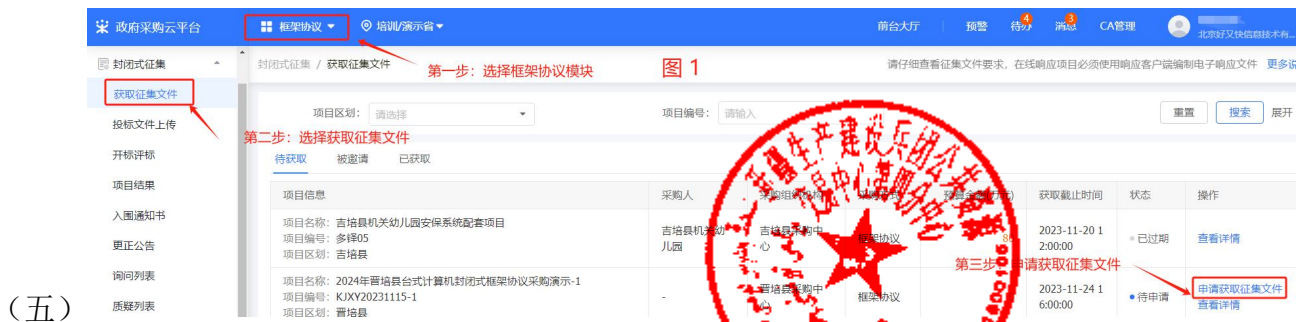 政府采购云平台 框架协议 培训/演示省 前台大厅 预警 待办 4 消息 3 CA管理
北京好又快信息技术有...
封闭式征集 封闭式征集 / 获取征集文件 第一步：选择框架协议模块 图 1 请仔细查看征集文件要求，在线响应项目必须使用响应客户端编制电子响应文件 更多说
获取征集文件
投标文件上传 项目区划： 请选择 项目编号： 请输入 重置 搜索 展开
第二步：选择获取征集文件
开标评标 待获取 被邀请 已获取
项目结果 项目信息 采购人 获取截止时间 状态 操作
入围通知书
项目名称：吉培县机关幼儿园安保系统配套项目
项目编号：多铎05
项目区划：吉培县
吉培县机关幼
儿园
吉培县采购中
心
框架协议
2023-11-20 1
2:00:00
已过期 查看详情
更正公告
询问列表
质疑列表
第三步：申请获取征集文件
项目名称：2024年晋培县台式计算机封闭式框架协议采购演示-1
项目编号：KJXY20231115-1
项目区划：晋培县
-
晋培县采购中
心
框架协议
2023-11-24 1
6:00:00
待申请 申请获取征集文件
查看详情
（五）